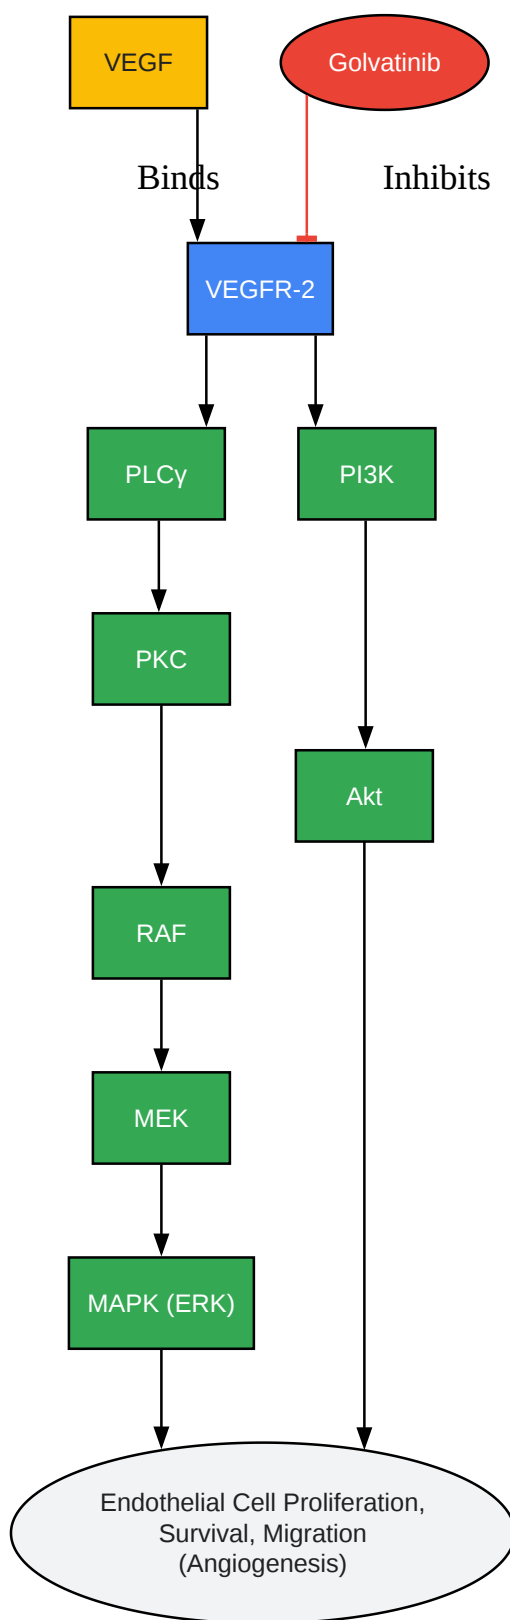 VEGF
Golvatinib
Binds
Inhibits
VEGFR-2
PLCγ
PI3K
PKC
Akt
RAF
MEK
MAPK (ERK)
Endothelial Cell Proliferation,
Survival, Migration
(Angiogenesis)